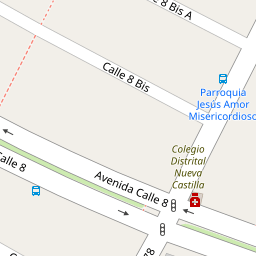 Calle 8 Bis A
Calle 8 Bis
Parroquia
Jesús Amor
Misericordioso
Colegio
Distrital
Nueva
Castilla
Calle 8
Avenida Calle 8